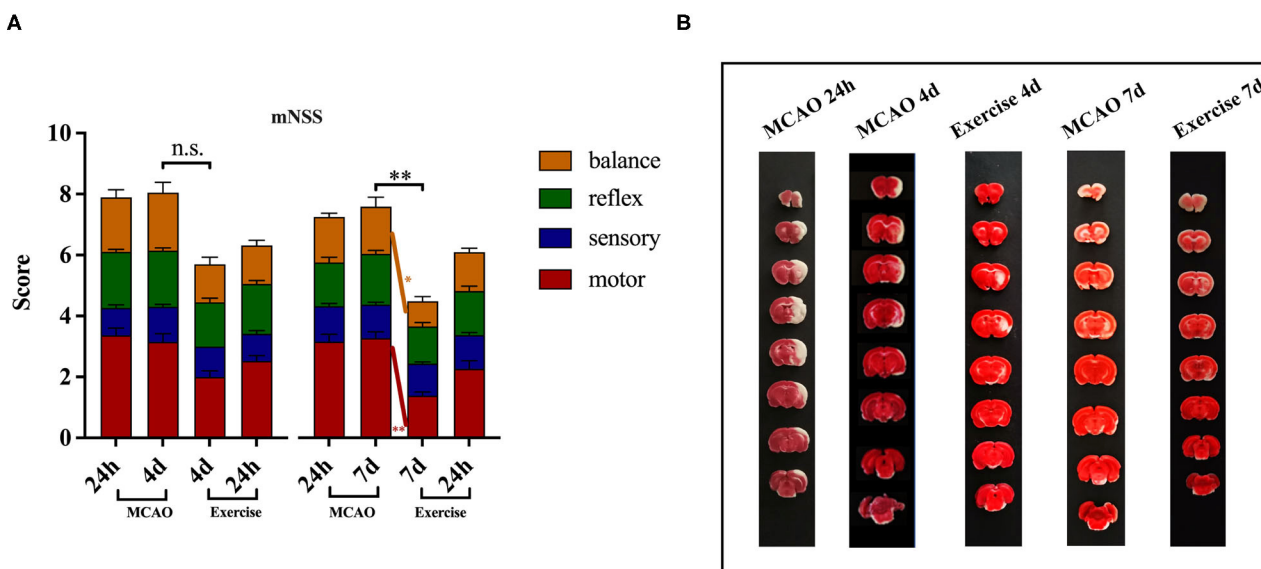 A
mNSS
Score
10
8
6
4
2
0
n.s.
**
*
**
24h
4d
4d
24h
24h
7d
7d
24h
MCAO
Exercise
MCAO
Exercise
balance
reflex
sensory
motor
B
MCAO 24h
MCAO 4d
Exercise 4d
MCAO 7d
Exercise 7d